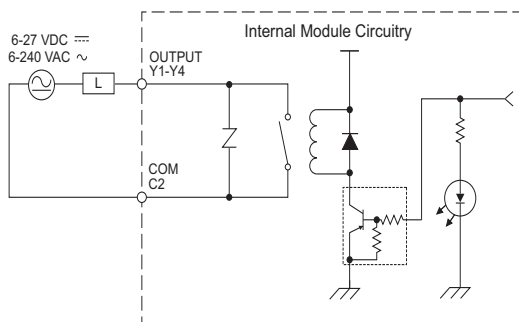 6-27 VDC ⎓
6-240 VAC ∿
L
OUTPUT
Y1-Y4
COM
C2
Internal Module Circuitry